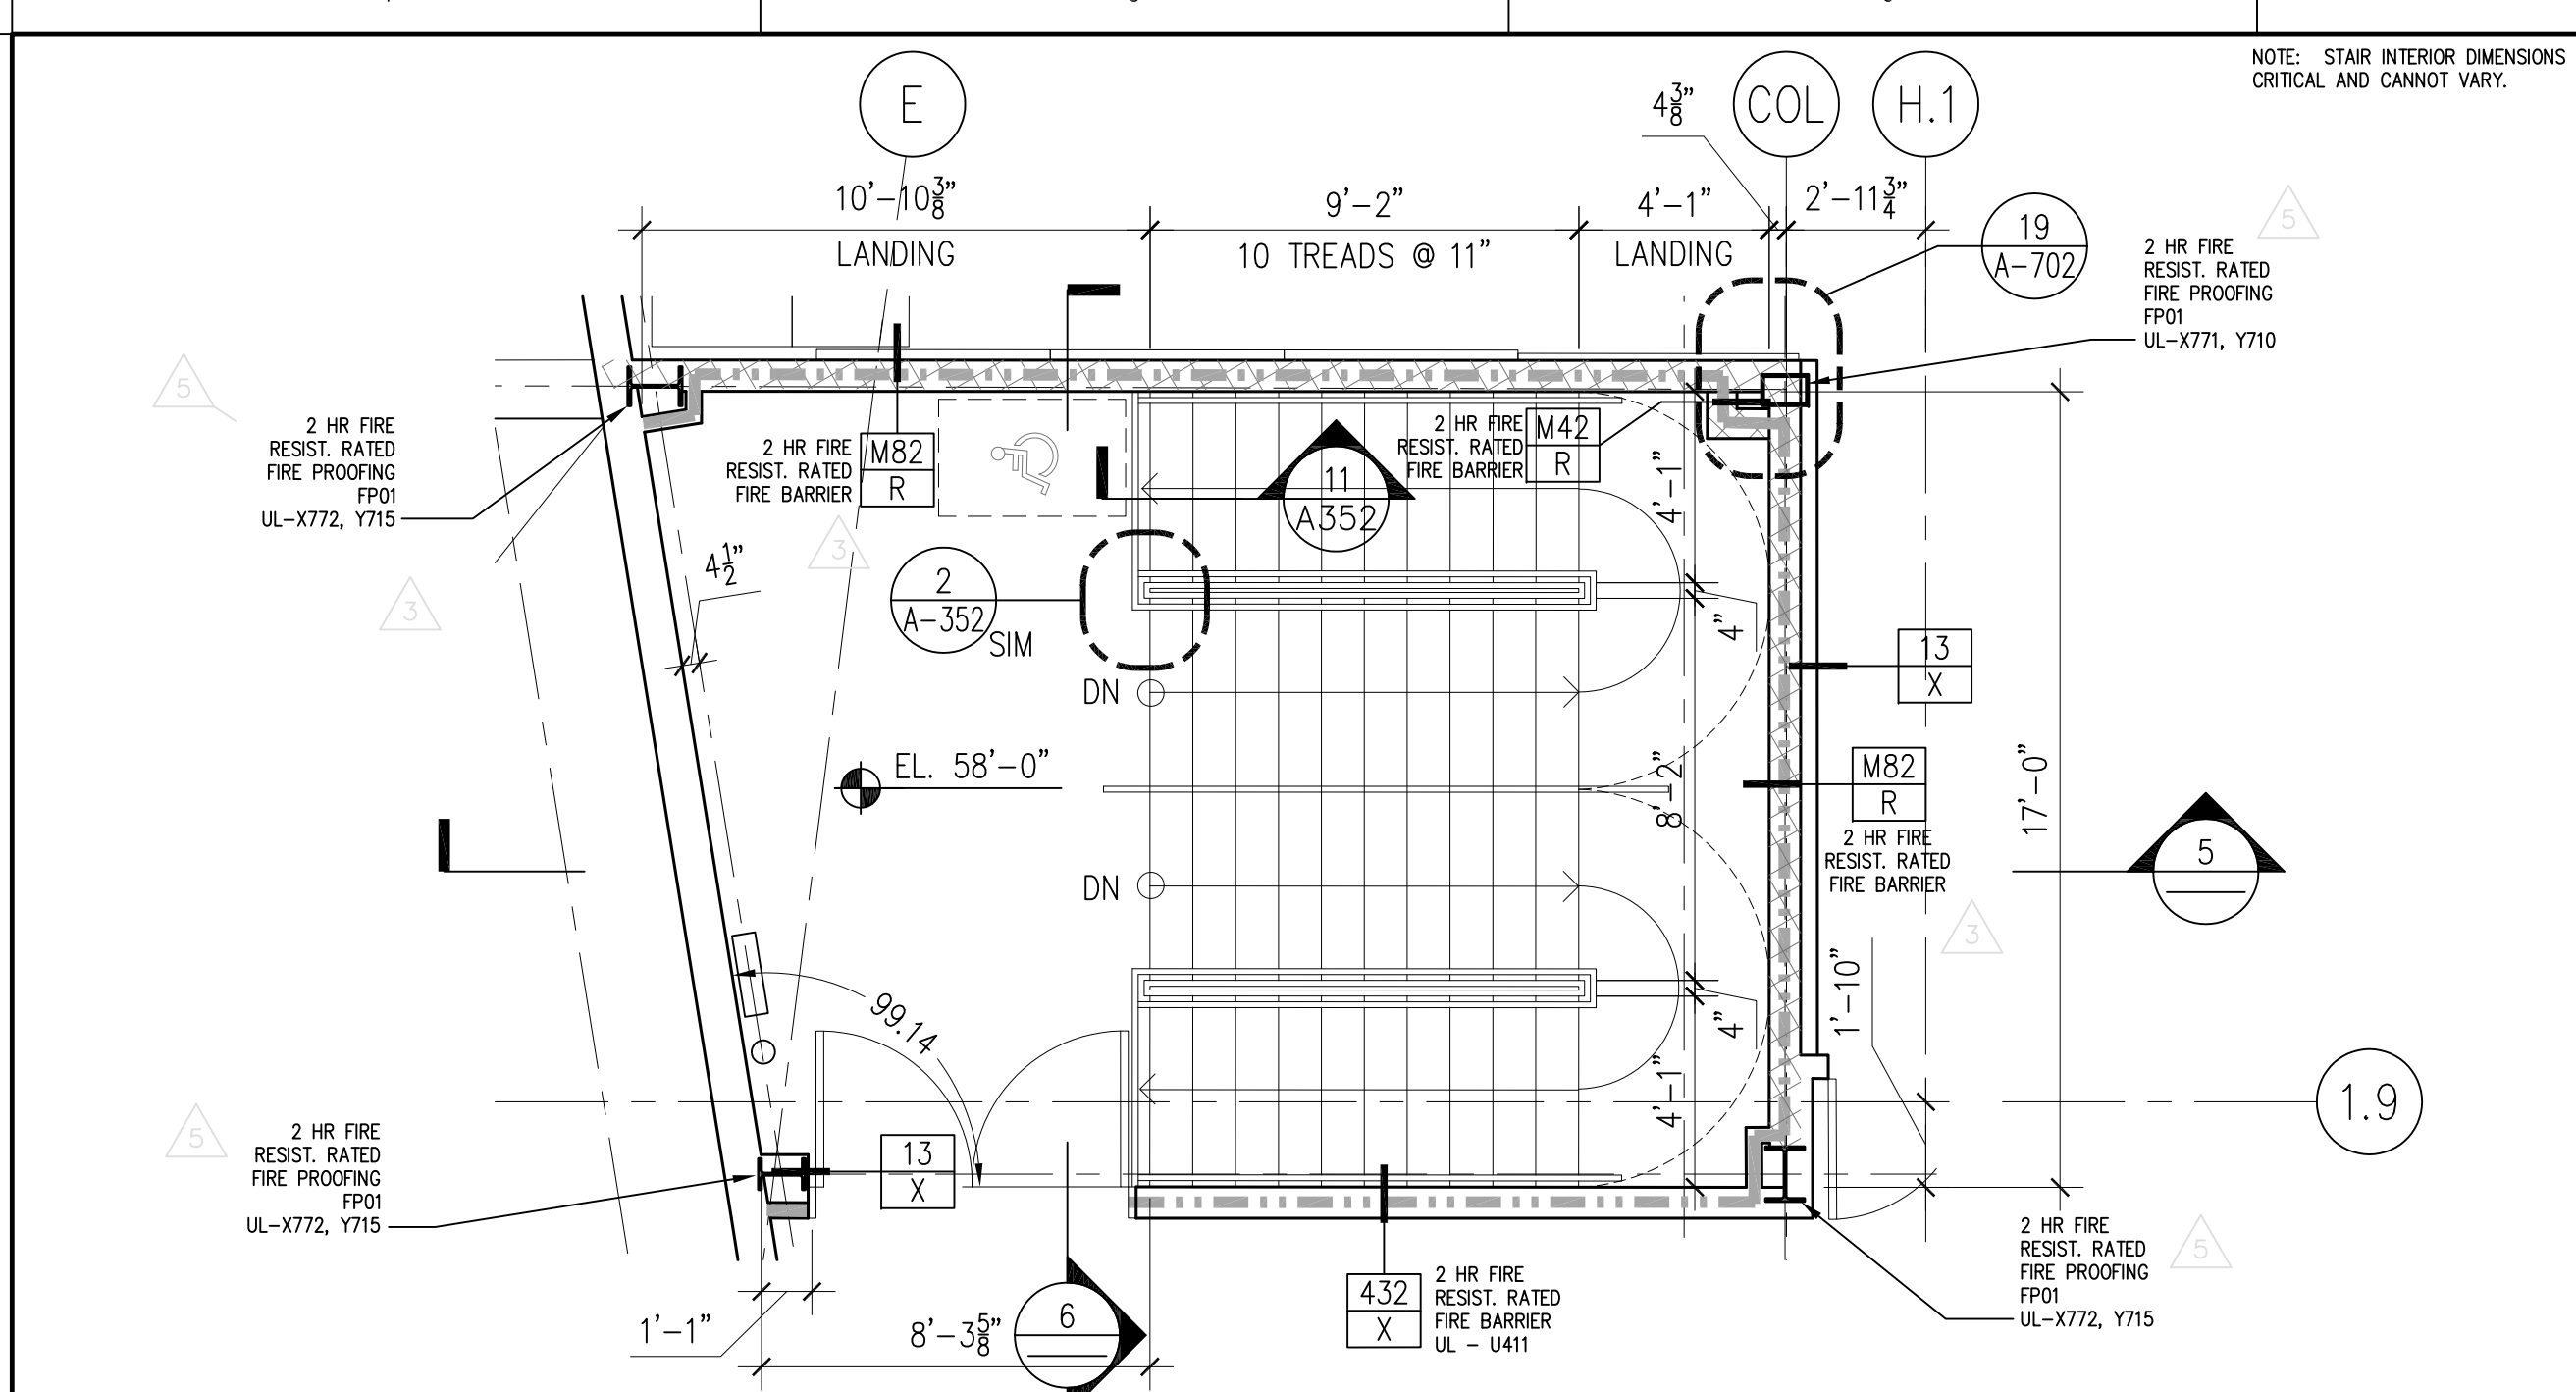 NOTE: STAIR INTERIOR DIMENSIONS
CRITICAL AND CANNOT VARY.
E
COL
H.1
4 3/8"
10'-10 3/8"
9'-2"
4'-1"
2'-11 3/4"
LANDING
10 TREADS @ 11"
LANDING
19
A-702
5
2 HR FIRE
RESIST. RATED
FIRE PROOFING
FP01
UL-X771, Y710
5
2 HR FIRE
RESIST. RATED
FIRE PROOFING
FP01
UL-X772, Y715
2 HR FIRE
RESIST. RATED
FIRE BARRIER
M82
R
11
A352
2 HR FIRE
RESIST. RATED
FIRE BARRIER
M42
R
4'-1"
3
3
4 1/2"
2
A-352
SIM
4"
13
X
DN
EL. 58'-0"
8'-2"
M82
R
2 HR FIRE
RESIST. RATED
FIRE BARRIER
17'-0"
5
DN
3
99.14
4"
1'-10"
4'-1"
1.9
5
2 HR FIRE
RESIST. RATED
FIRE PROOFING
FP01
UL-X772, Y715
13
X
2 HR FIRE
RESIST. RATED
FIRE PROOFING
FP01
UL-X772, Y715
5
1'-1"
8'-3 5/8"
6
432
X
2 HR FIRE
RESIST. RATED
FIRE BARRIER
UL - U411